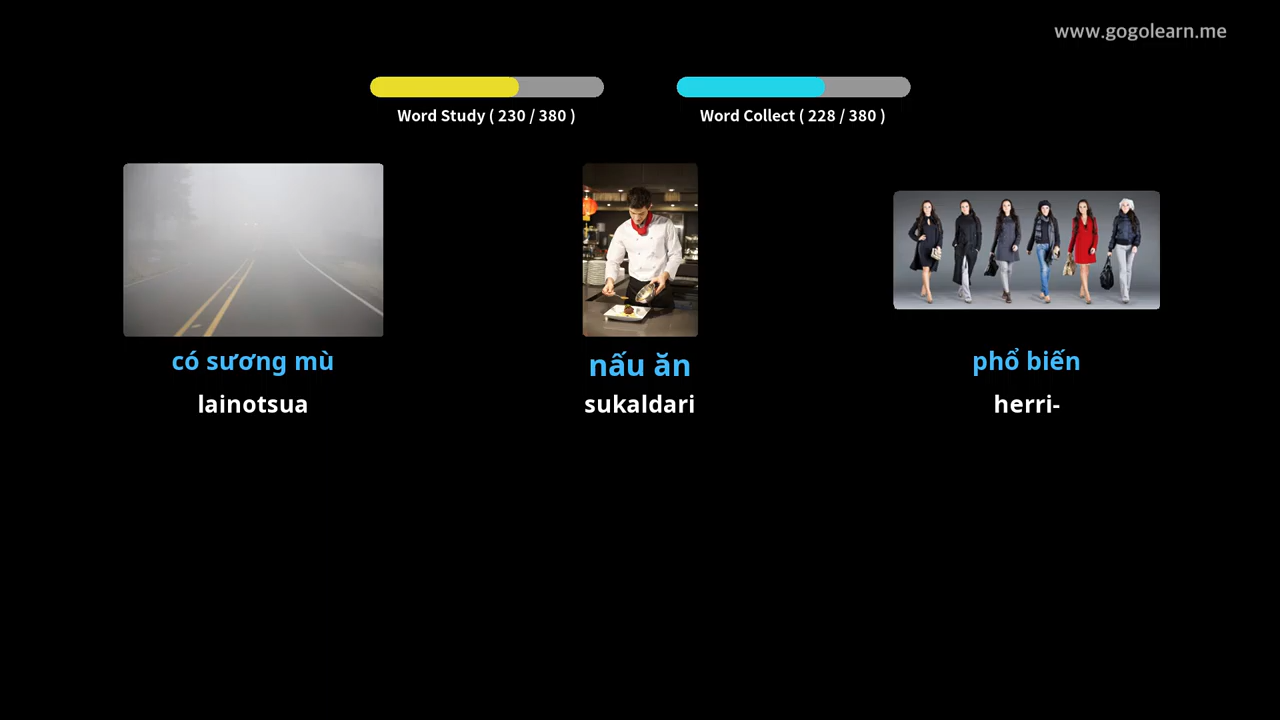 www.gogolearn.me
Word Study ( 230 / 380 )
Word Collect ( 228 / 380 )
có sương mù
nấu ăn
phổ biến
lainotsua
sukaldari
herri-